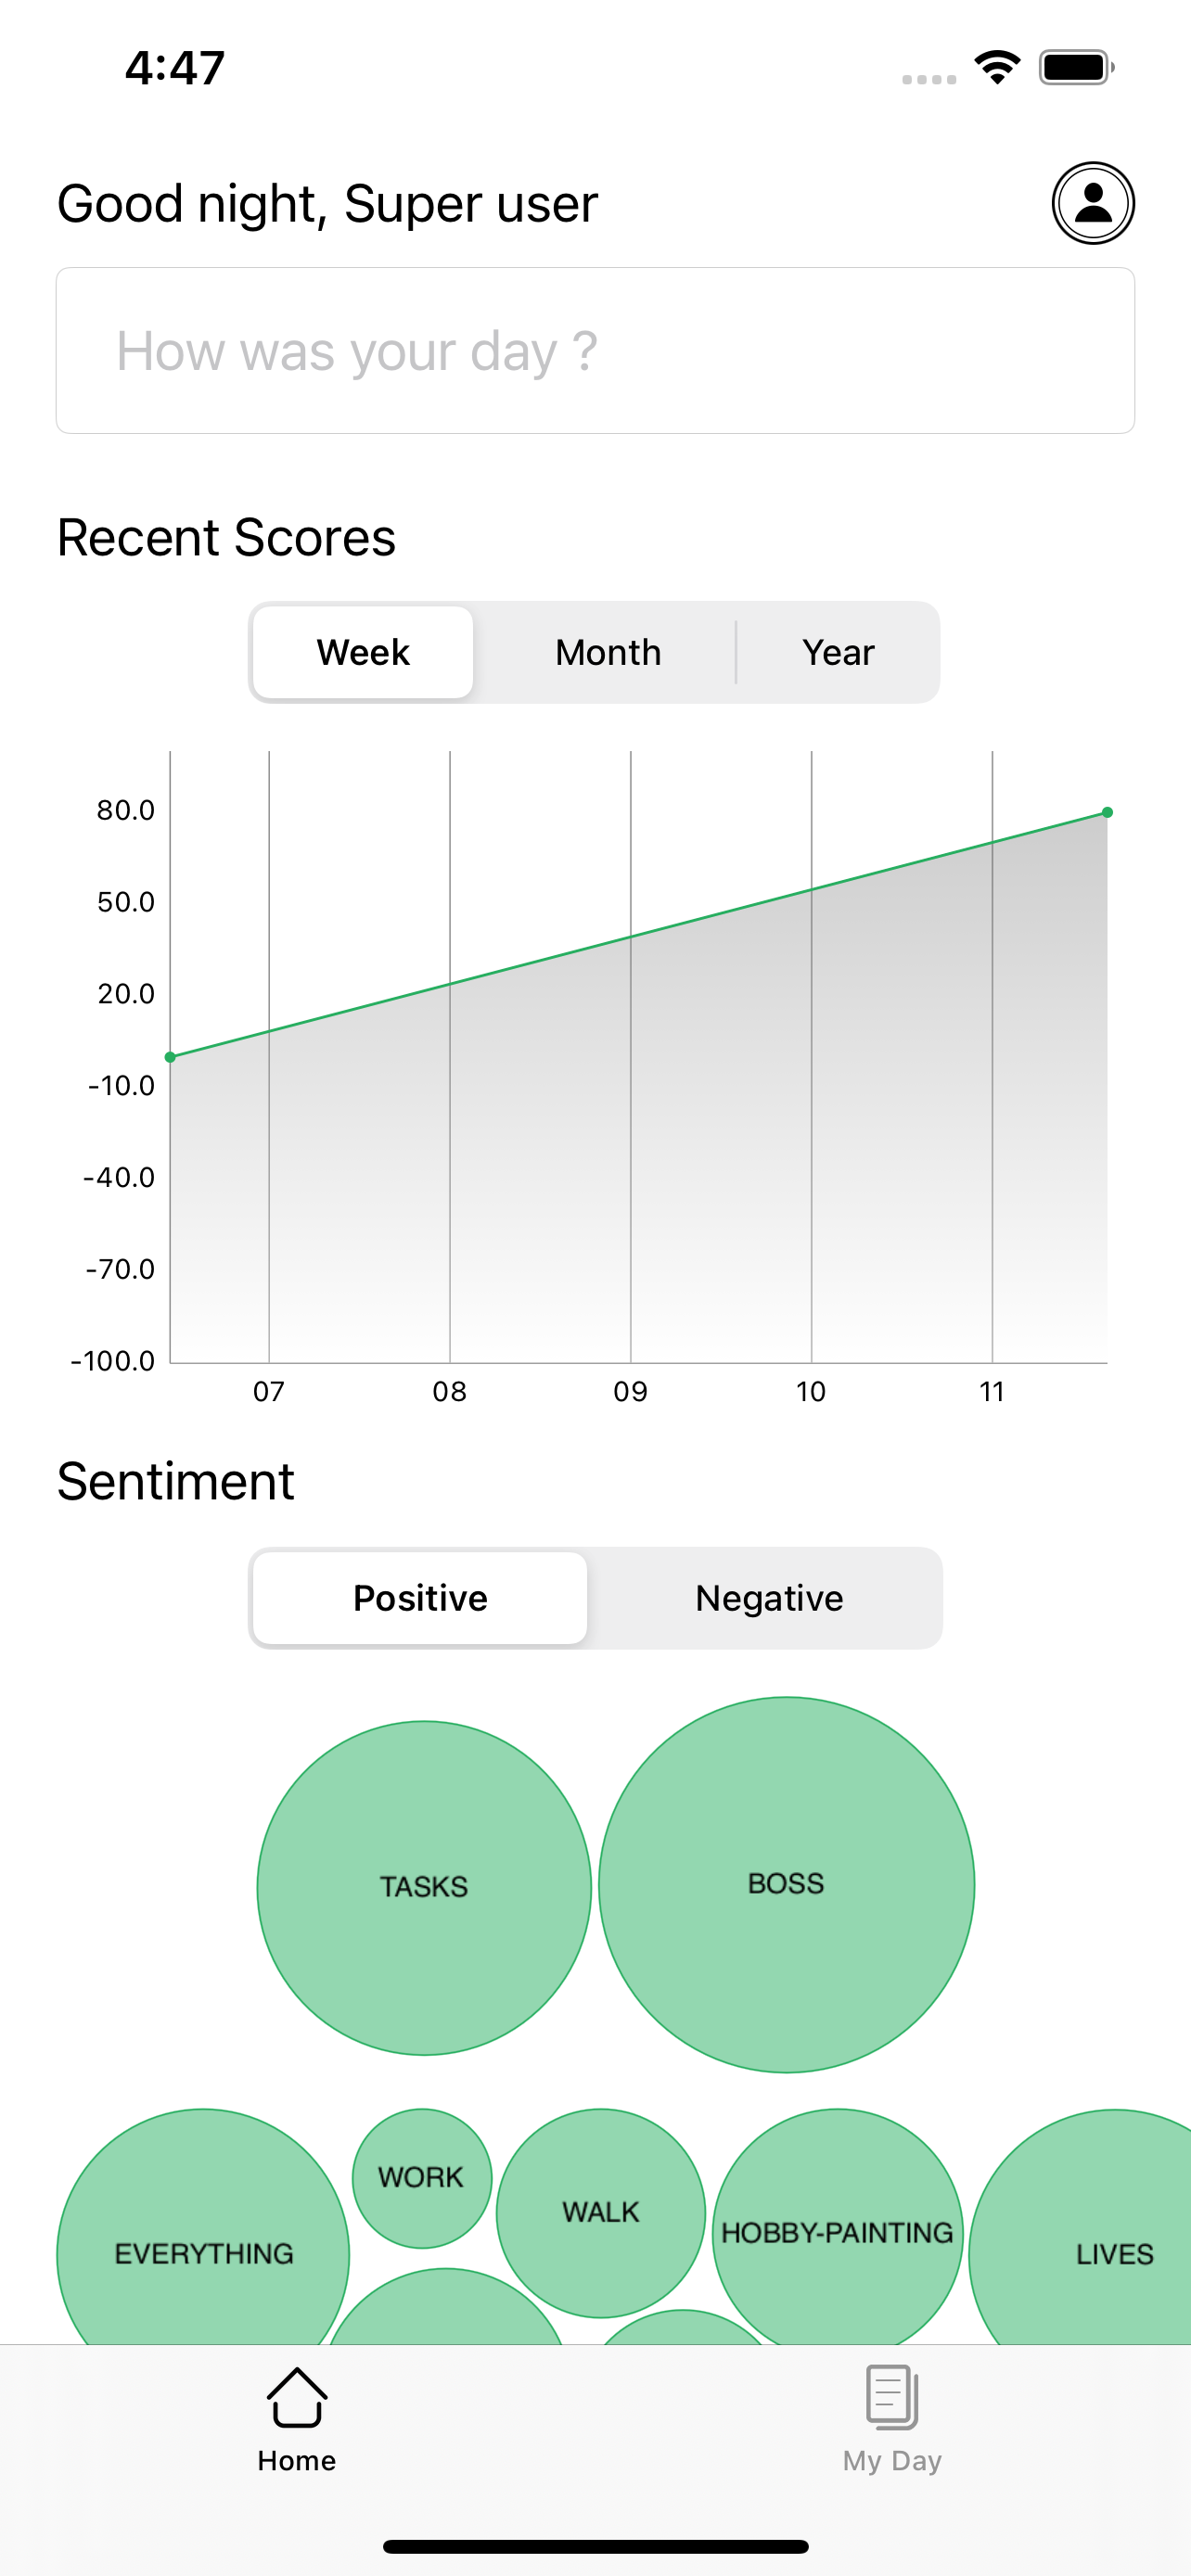 4:47
Good night, Super user
How was your day ?
Recent Scores
Week Month Year
80.0
50.0
20.0
-10.0
-40.0
-70.0
-100.0
07 08 09 10 11
Sentiment
Positive Negative
TASKS BOSS
EVERYTHING WORK WALK HOBBY-PAINTING LIVES
Home My Day